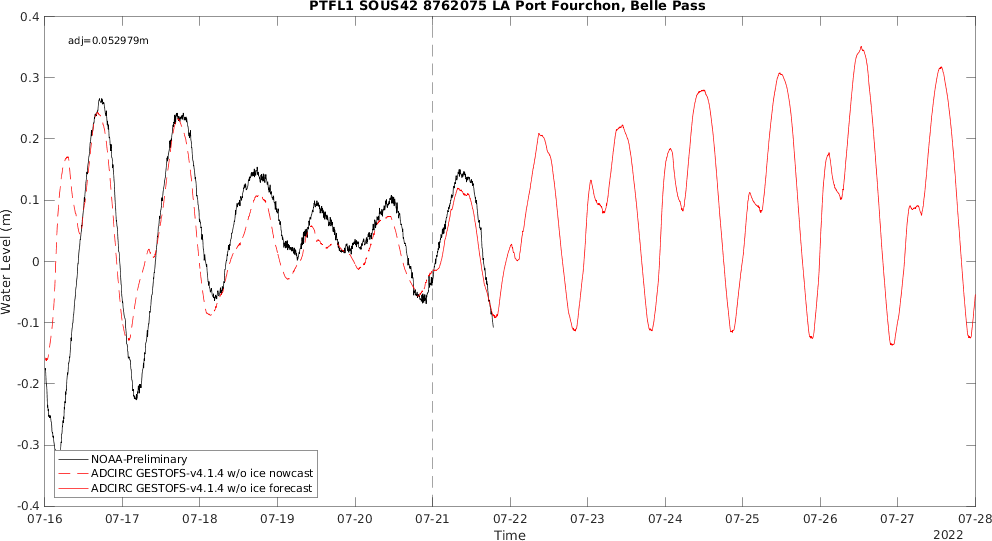 PTFL1 SOUS42 8762075 LA Port Fourchon, Belle Pass
adj=0.052979m
Water Level (m)
0.4
0.3
0.2
0.1
0
-0.1
-0.2
-0.3
-0.4
NOAA-Preliminary
ADCIRC GESTOFS-v4.1.4 w/o ice nowcast
ADCIRC GESTOFS-v4.1.4 w/o ice forecast
07-16 07-17 07-18 07-19 07-20 07-21 07-22 07-23 07-24 07-25 07-26 07-27 07-28
Time
2022